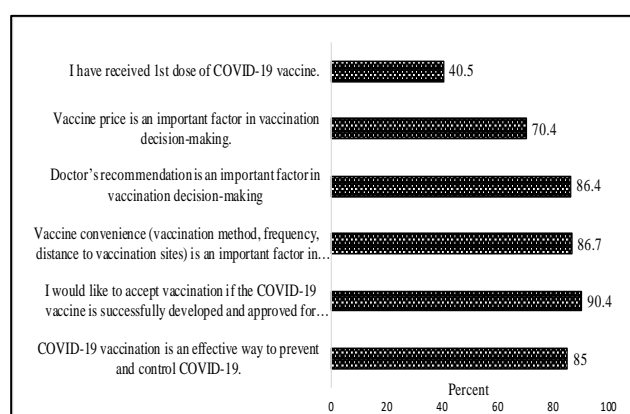 I have received 1st dose of COVID-19 vaccine.
40.5
Vaccine price is an important factor in vaccination
decision-making.
70.4
Doctor's recommendation is an important factor in
vaccination decision-making
86.4
Vaccine convenience (vaccination method, frequency,
distance to vaccination sites) is an important factor in…
86.7
I would like to accept vaccination if the COVID-19
vaccine is successfully developed and approved for…
90.4
COVID-19 vaccination is an effective way to prevent
and control COVID-19.
85
Percent
0 20 40 60 80 100